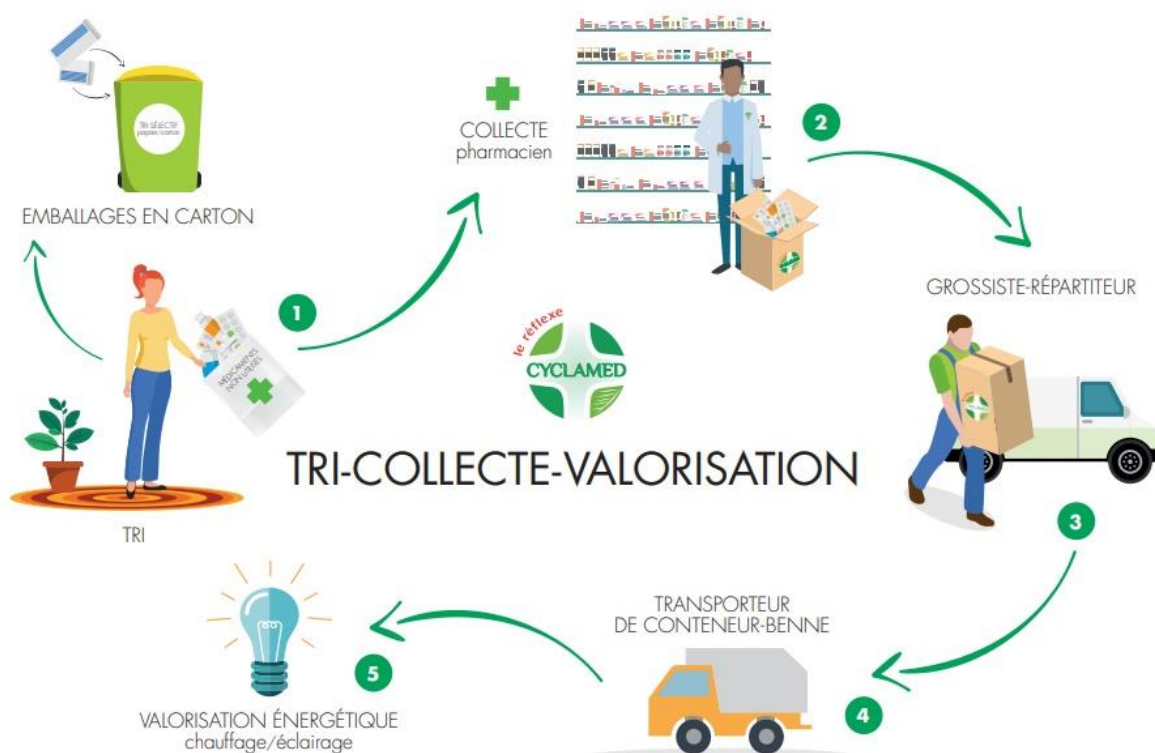 TRI SÉLECTIF
papier/carton
EMBALLAGES EN CARTON
1
MÉDICAMENTS
NON UTILISÉS
TRI
COLLECTE
pharmacien
2
GROSSISTE-RÉPARTITEUR
le réflexe
CYCLAMED
TRI-COLLECTE-VALORISATION
3
TRANSPORTEUR
DE CONTENEUR-BENNE
4
5
VALORISATION ÉNERGÉTIQUE
chauffage/éclairage